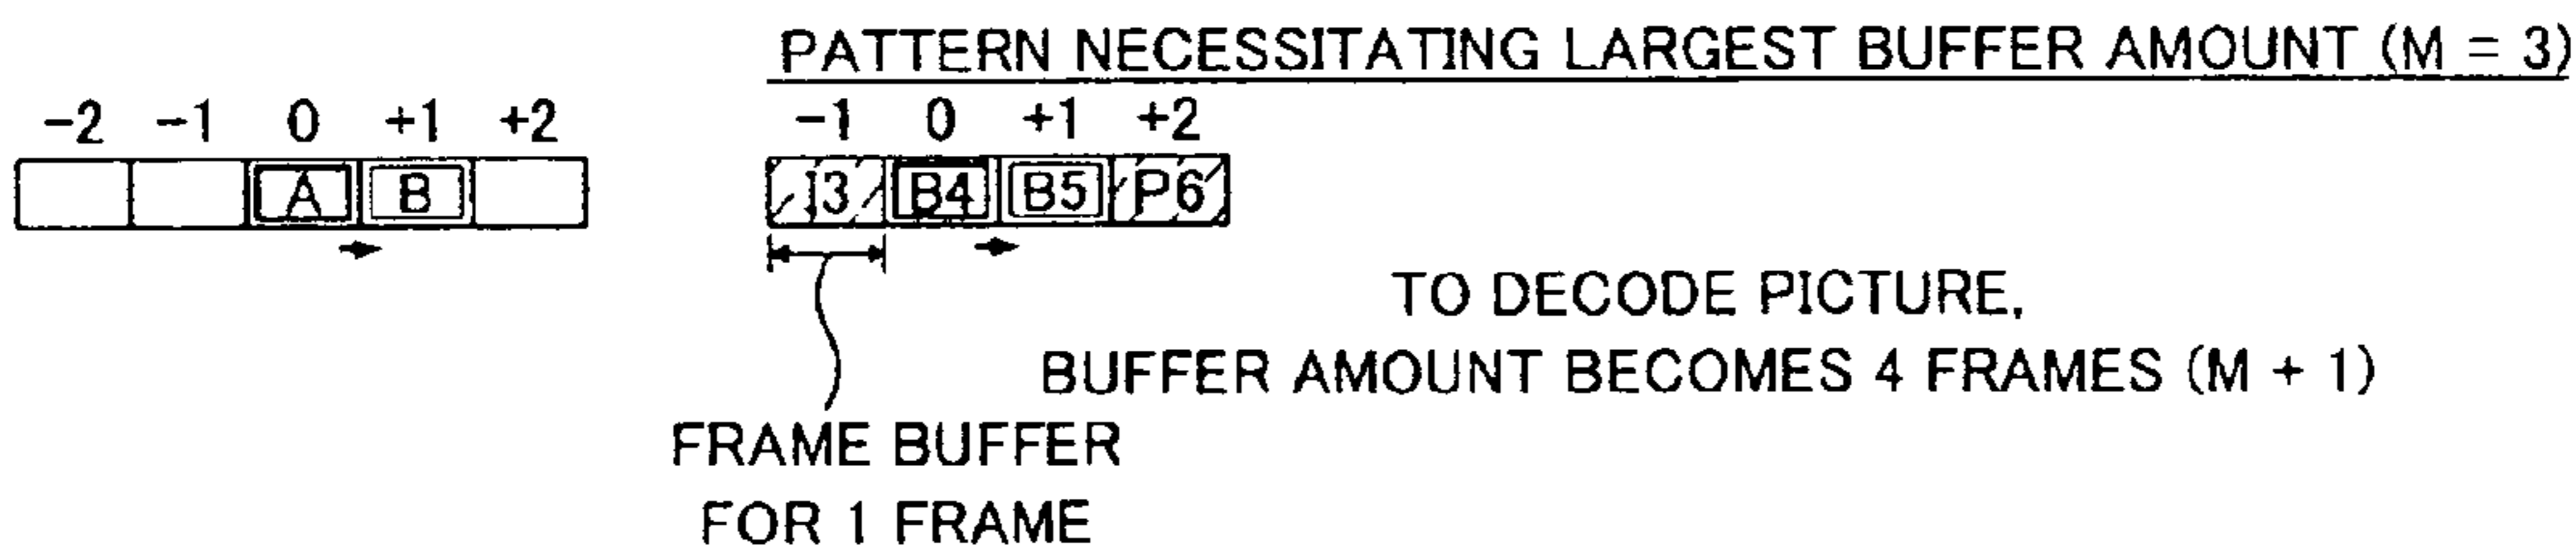 PATTERN NECESSITATING LARGEST BUFFER AMOUNT (M = 3)
-2 -1 0 +1 +2
-1 0 +1 +2
A B
I3 B4 B5 P6
TO DECODE PICTURE,
BUFFER AMOUNT BECOMES 4 FRAMES (M + 1)
FRAME BUFFER
FOR 1 FRAME